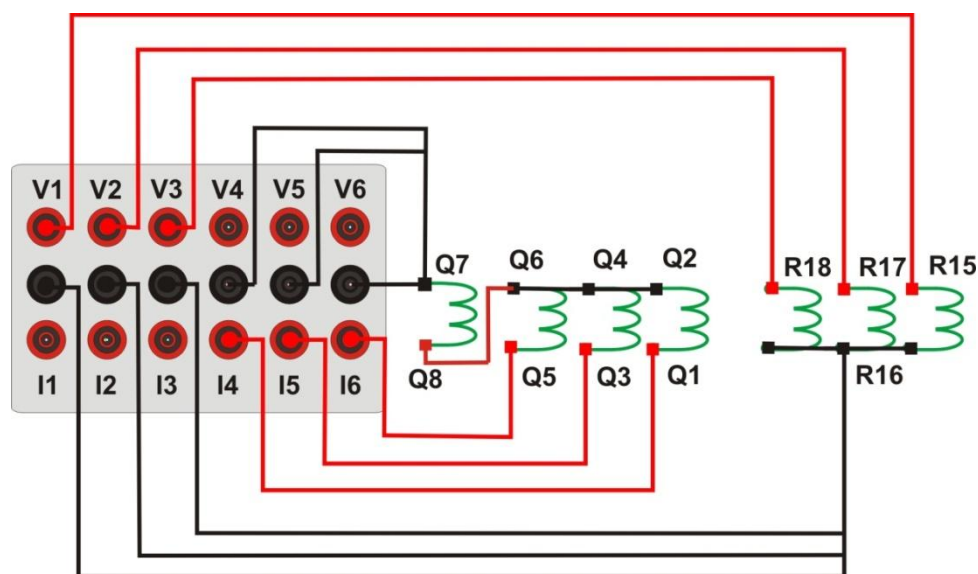 V1 V2 V3 V4 V5 V6
Q7 Q6 Q4 Q2
R18 R17 R15
Q8 Q5 Q3 Q1
R16
I1 I2 I3 I4 I5 I6